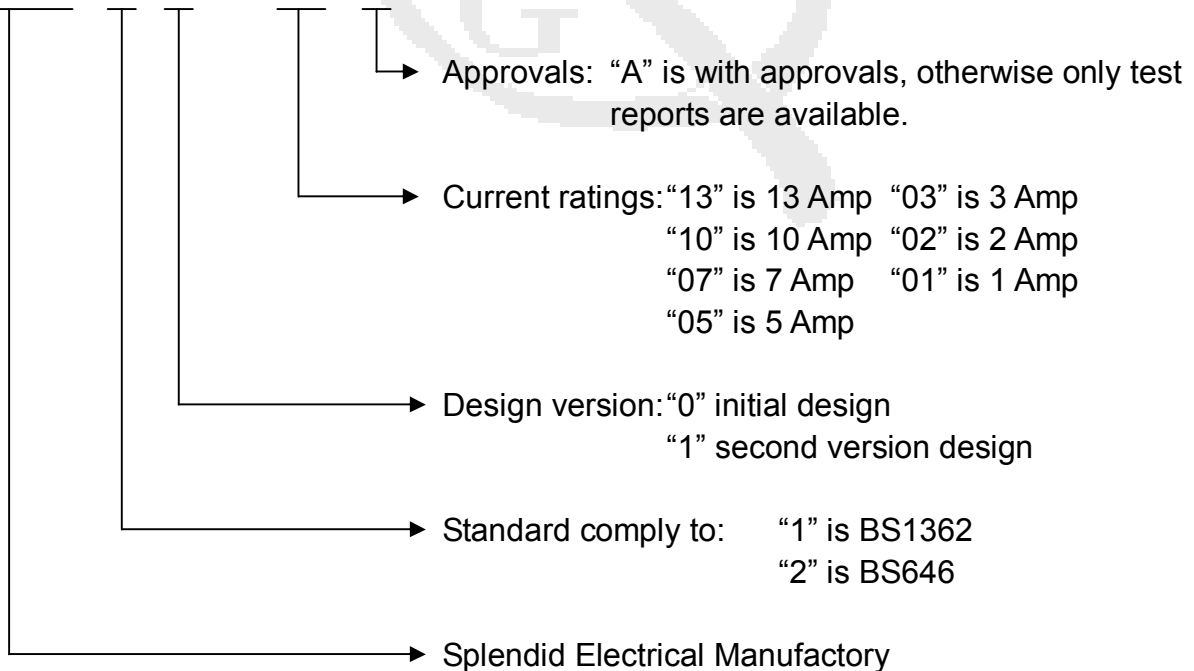 Approvals: “A” is with approvals, otherwise only test
reports are available.
Current ratings:“13” is 13 Amp “03” is 3 Amp
“10” is 10 Amp “02” is 2 Amp
“07” is 7 Amp “01” is 1 Amp
“05” is 5 Amp
Design version:“0” initial design
“1” second version design
Standard comply to: “1” is BS1362
“2” is BS646
Splendid Electrical Manufactory